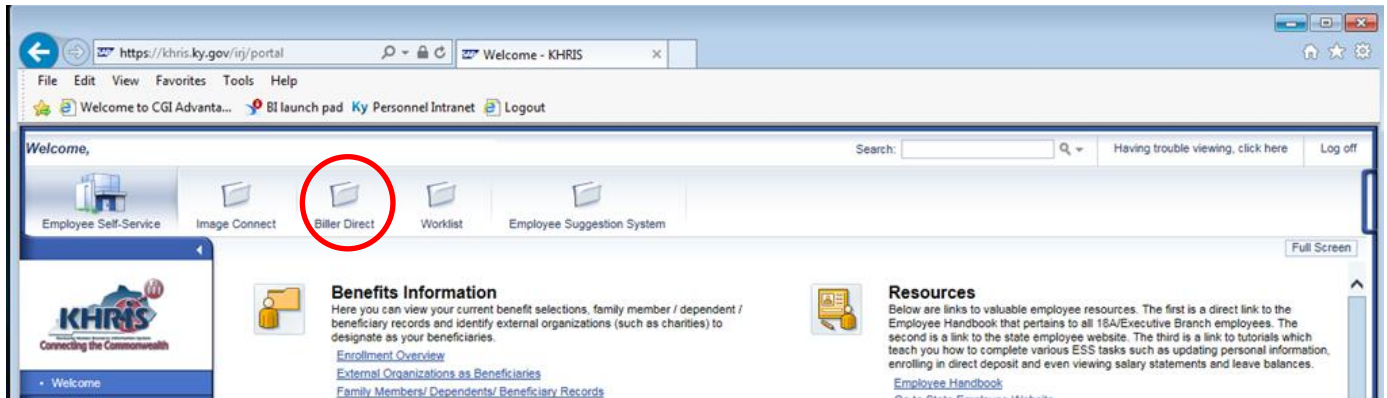 https://khris.ky.gov/irj/portal
Welcome - KHRIS
File Edit View Favorites Tools Help
Welcome to CGI Advanta... BI launch pad Ky Personnel Intranet Logout
Welcome,
Search:
Having trouble viewing, click here
Log off
Employee Self-Service
Image Connect
Biller Direct
Worklist
Employee Suggestion System
Full Screen
KHRIS
Connecting the Commonwealth
Welcome
Benefits Information
Here you can view your current benefit selections, family member / dependent /
beneficiary records and identify external organizations (such as charities) to
designate as your beneficiaries.
Enrollment Overview
External Organizations as Beneficiaries
Family Members/ Dependents/ Beneficiary Records
Resources
Below are links to valuable employee resources. The first is a direct link to the
Employee Handbook that pertains to all 18A/Executive Branch employees. The
second is a link to the state employee website. The third is a link to tutorials which
teach you how to complete various ESS tasks such as updating personal information,
enrolling in direct deposit and even viewing salary statements and leave balances.
Employee Handbook
Go to State Employee Website